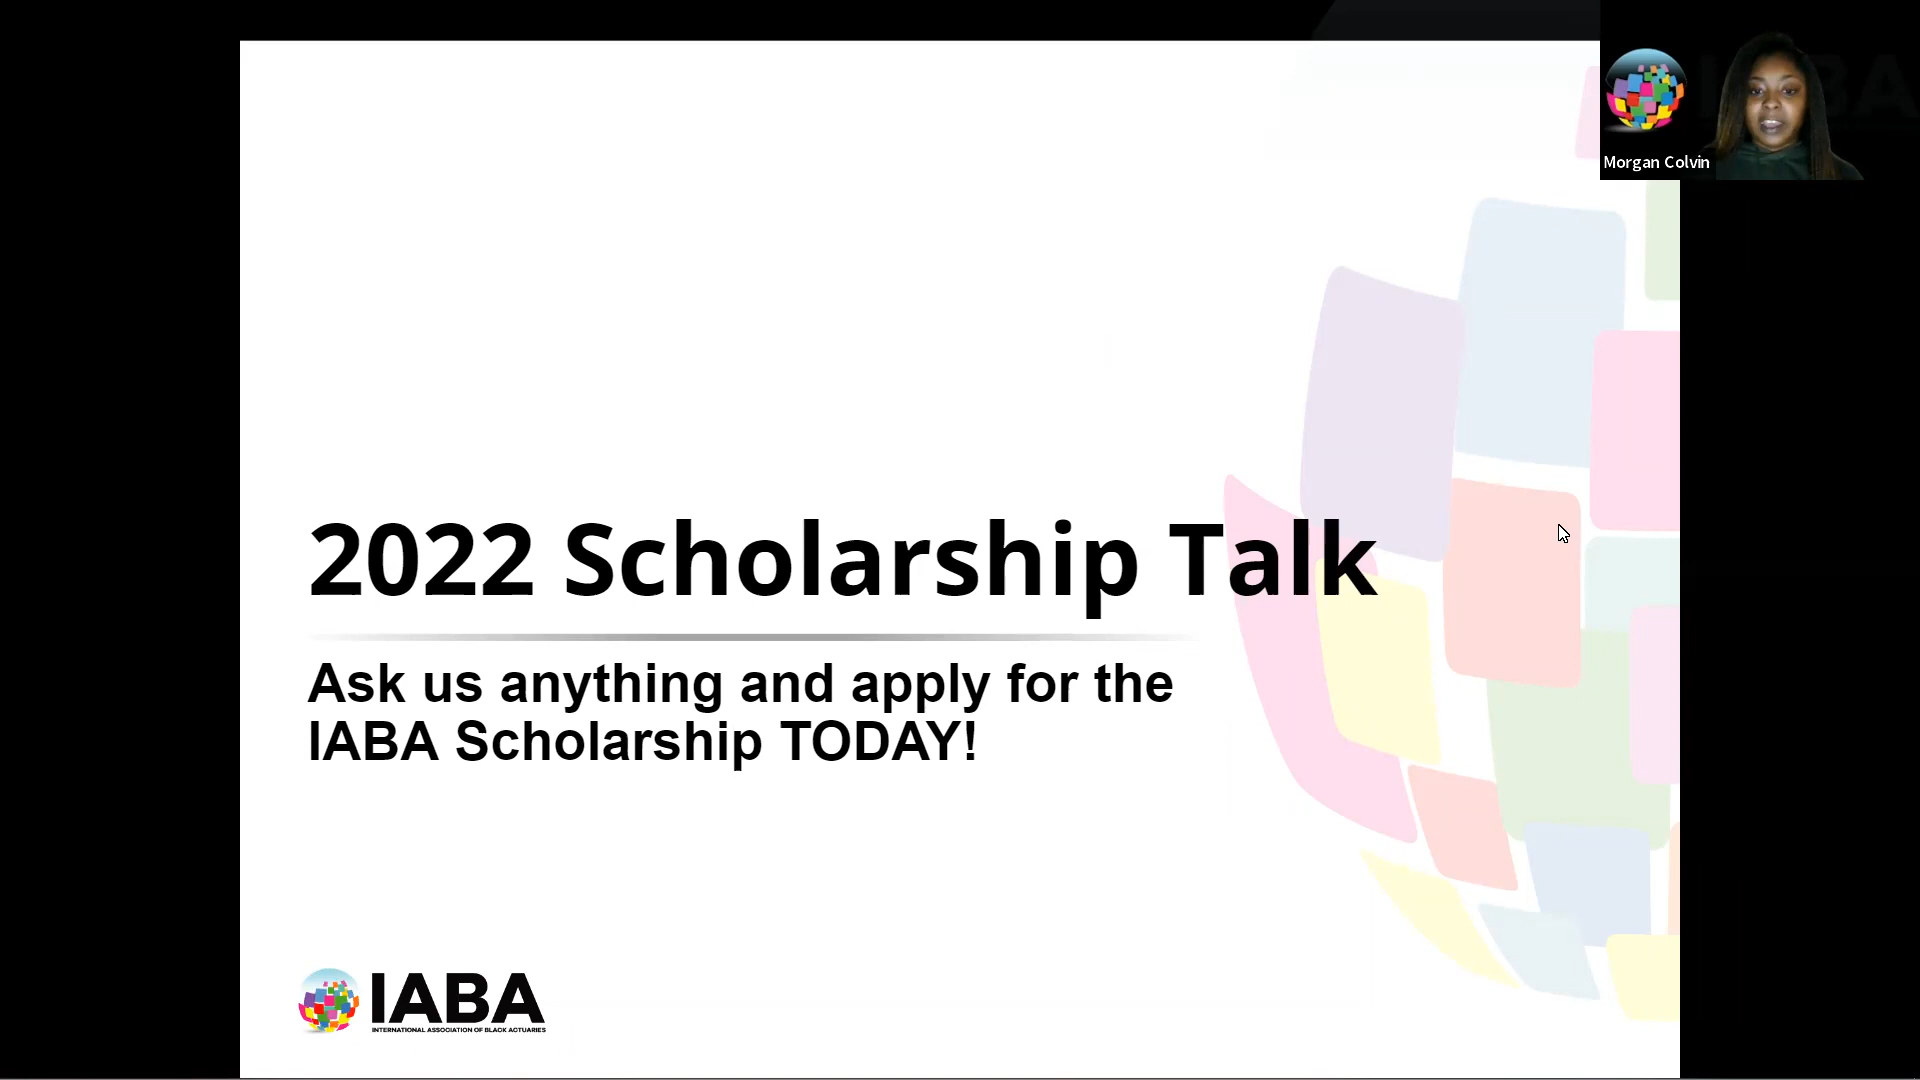 Morgan Colvin
2022 Scholarship Talk
Ask us anything and apply for the
IABA Scholarship TODAY!
IABA
INTERNATIONAL ASSOCIATION OF BLACK ACTUARIES